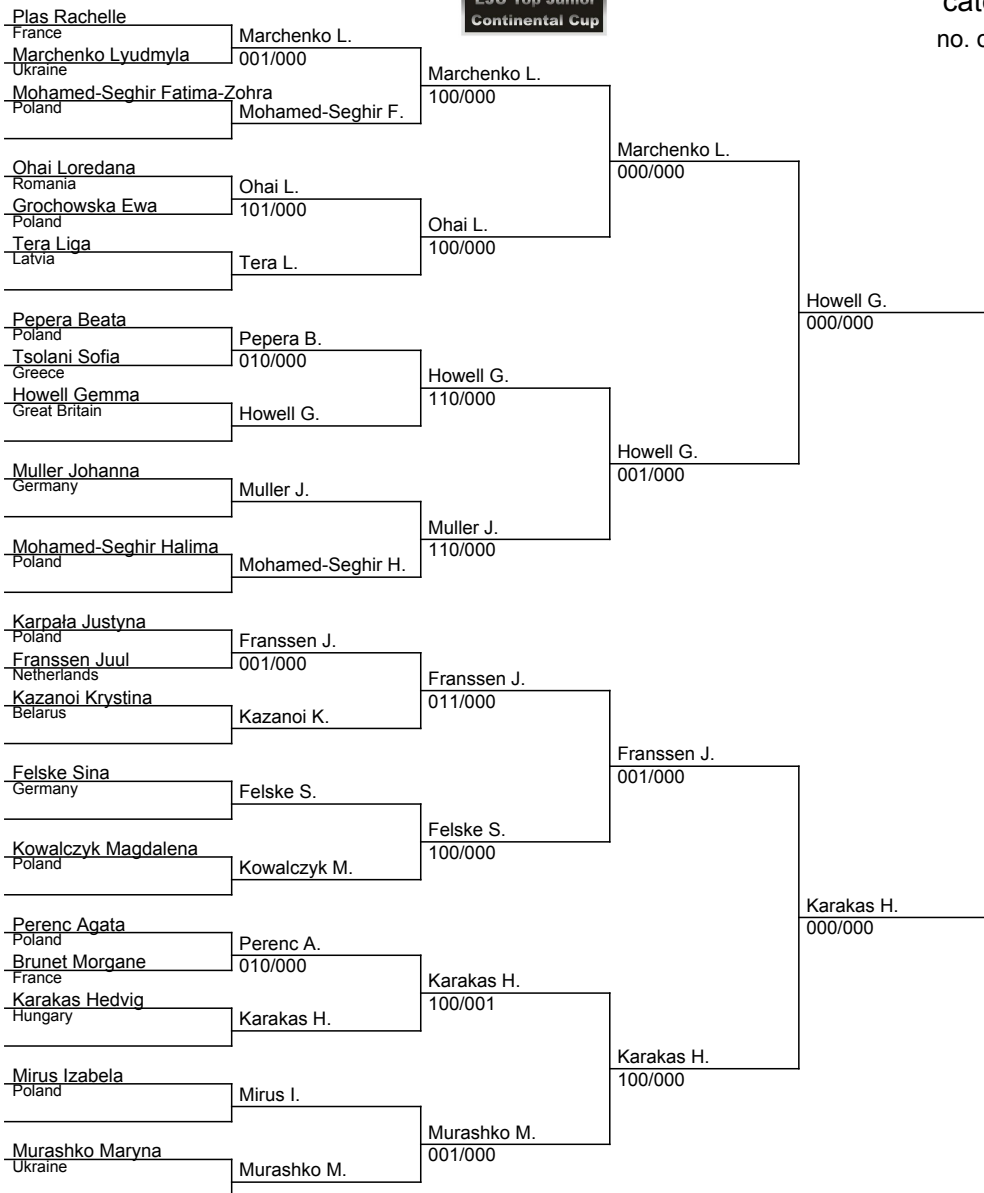 EJU Top Junior
Continental Cup
no. o
Plas Rachelle
France
Marchenko Lyudmyla
Ukraine
Mohamed-Seghir Fatima-Zohra
Poland
Ohai Loredana
Romania
Grochowska Ewa
Poland
Tera Liga
Latvia
Pepera Beata
Poland
Tsolani Sofia
Greece
Howell Gemma
Great Britain
Muller Johanna
Germany
Mohamed-Seghir Halima
Poland
Karpała Justyna
Poland
Franssen Juul
Netherlands
Kazanoi Krystina
Belarus
Felske Sina
Germany
Kowalczyk Magdalena
Poland
Perenc Agata
Poland
Brunet Morgane
France
Karakas Hedvig
Hungary
Mirus Izabela
Poland
Murashko Maryna
Ukraine
Marchenko L.
001/000
Mohamed-Seghir F.
Ohai L.
101/000
Tera L.
Pepera B.
010/000
Howell G.
Muller J.
Mohamed-Seghir H.
Franssen J.
001/000
Kazanoi K.
Felske S.
Kowalczyk M.
Perenc A.
010/000
Karakas H.
Mirus I.
Murashko M.
Marchenko L.
100/000
Ohai L.
100/000
Howell G.
110/000
Muller J.
110/000
Franssen J.
011/000
Felske S.
100/000
Karakas H.
100/001
Murashko M.
001/000
Marchenko L.
000/000
Howell G.
001/000
Franssen J.
001/000
Karakas H.
100/000
Howell G.
000/000
Karakas H.
000/000